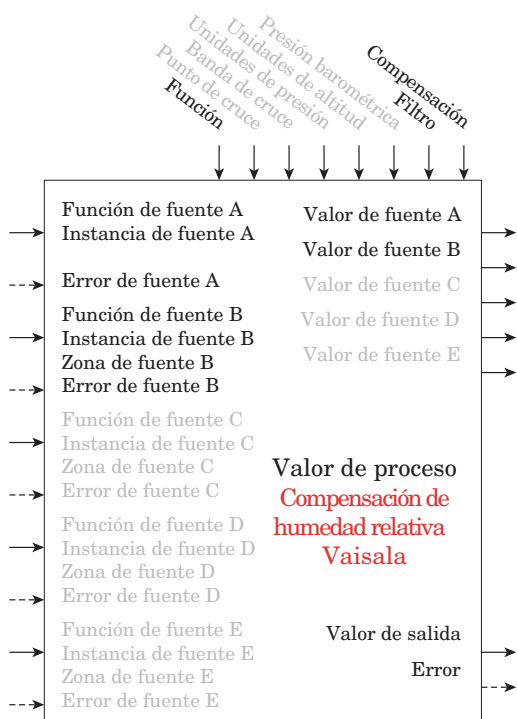 Función
Punto de cruce
Banda de cruce
Unidades de presión
Unidades de altitud
Presión barométrica
Filtro
Compensación
Función de fuente A
Instancia de fuente A
Error de fuente A
Función de fuente B
Instancia de fuente B
Zona de fuente B
Error de fuente B
Función de fuente C
Instancia de fuente C
Zona de fuente C
Error de fuente C
Función de fuente D
Instancia de fuente D
Zona de fuente D
Error de fuente D
Función de fuente E
Instancia de fuente E
Zona de fuente E
Error de fuente E
Valor de fuente A
Valor de fuente B
Valor de fuente C
Valor de fuente D
Valor de fuente E
Valor de proceso
Compensación de
humedad relativa
Vaisala
Valor de salida
Error